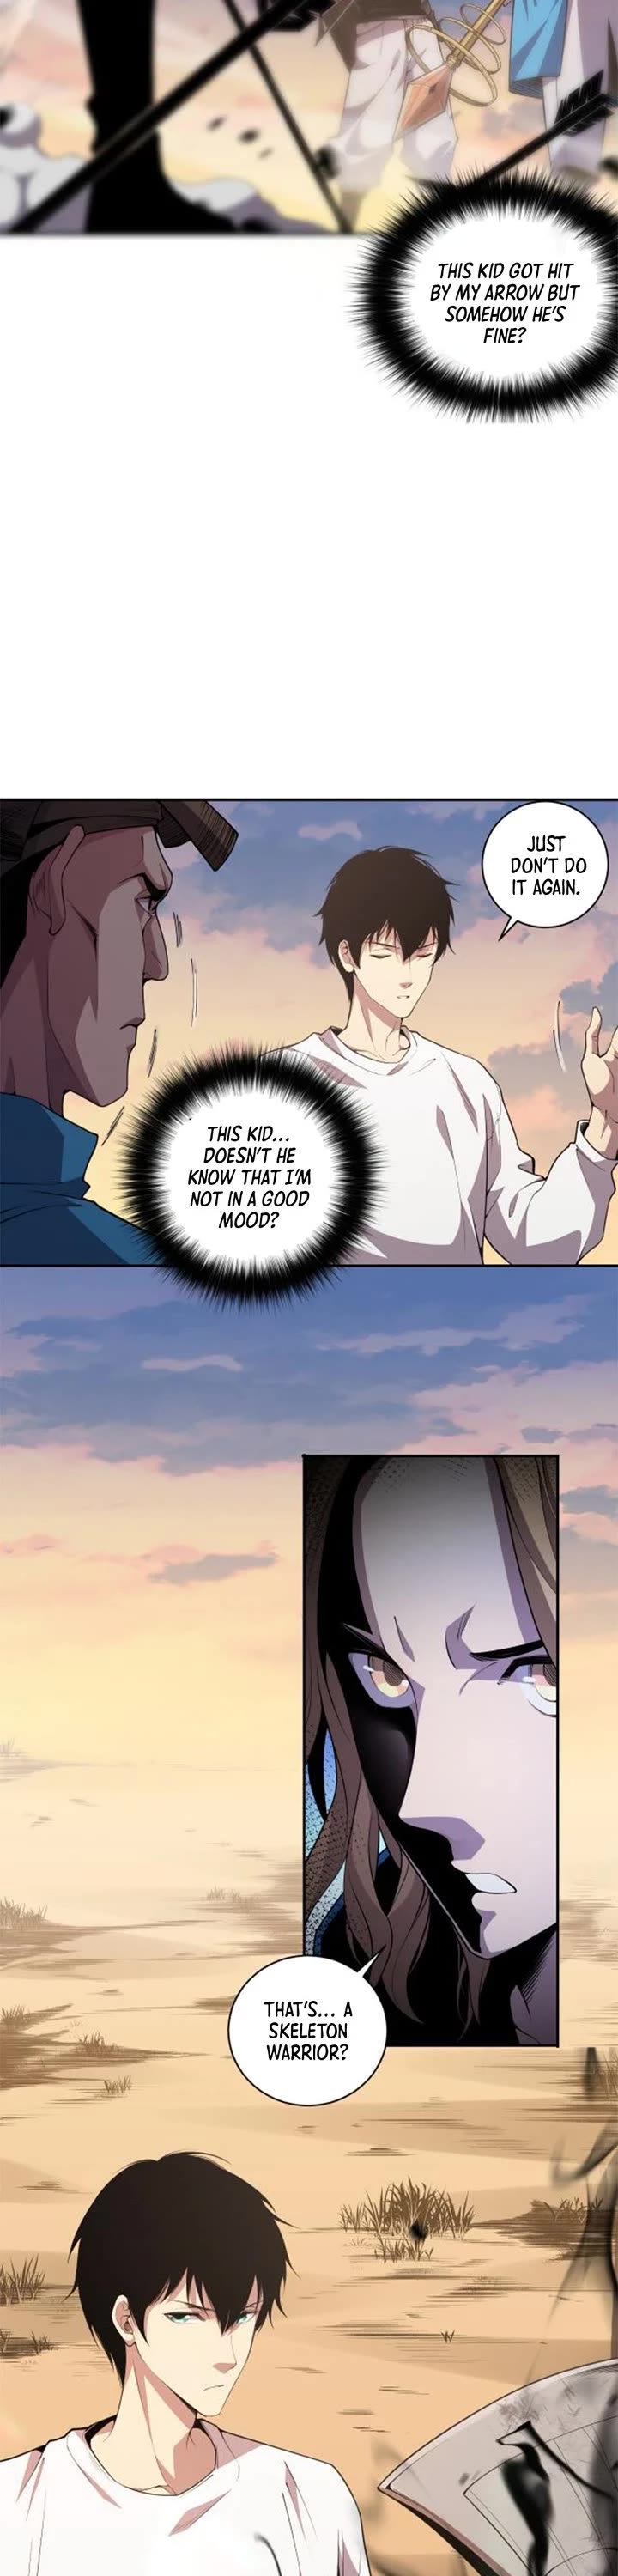 THIS KID GOT HIT
BY MY ARROW BUT
SOMEHOW HE'S
FINE?
JUST
DON'T DO
IT AGAIN.
THIS KID...
DOESN'T HE
KNOW THAT I'M
NOT IN A GOOD
MOOD?
THAT'S... A
SKELETON
WARRIOR?